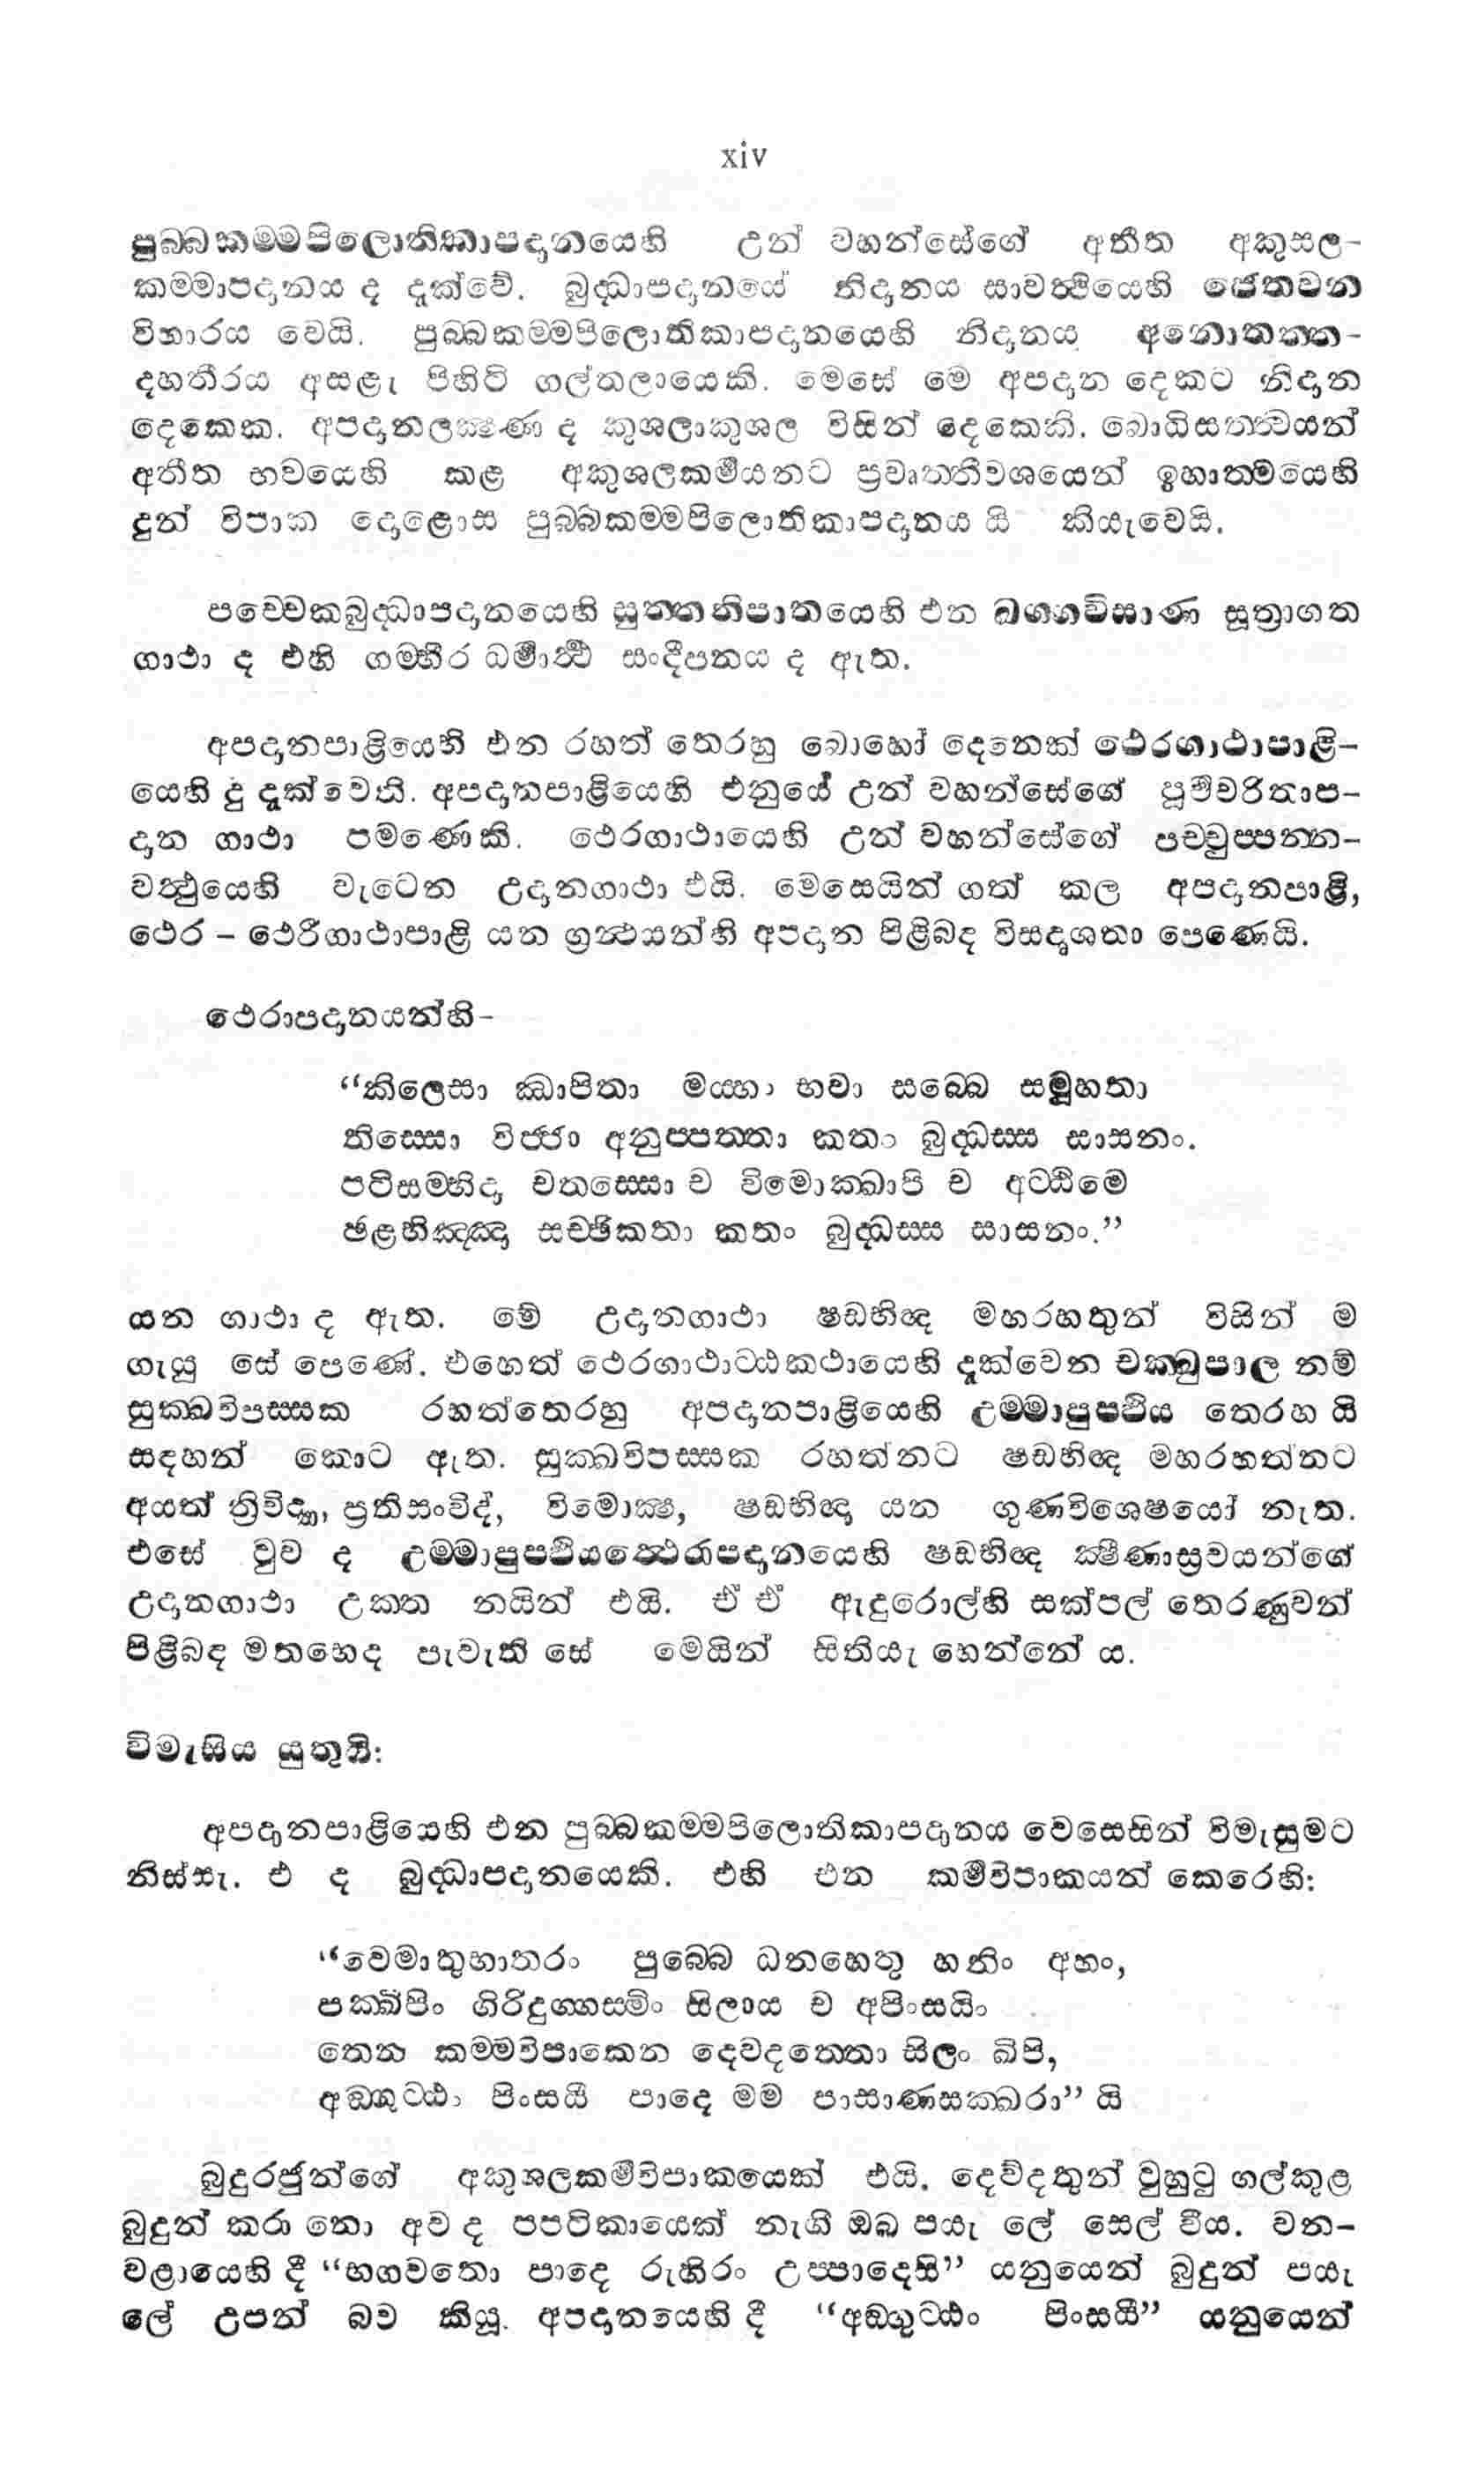 xiv
පුබ්බකම්මපිලොතිකාපදානයෙහි උන් වහන්සේගේ අතීත අකුසල-
කම්මාපදානය ද දැක්වේ. බුද්ධාපදානයේ නිදානය සාවත්ථියෙහි ජේතවන
විහාරය වෙයි. පුබ්බකම්මපිලොතිකාපදානයෙහි නිදානය අනොතත්ත-
දහතීරය අසළැ පිහිටි ගල්තලායෙකි. මෙසේ මේ අපදාන දෙකට නිදාන
දෙකෙක. අපදානලක්ෂණ ද කුශලාකුශල විසින් දෙකෙකි. බොධිසත්ත්වයන්
අතීත භවයෙහි කළ අකුශලකර්මයනට ප්‍රවෘත්තිවශයෙන් ඉහාත්මයෙහි
දුන් විපාක දොළොස පුබ්බකම්මපිලොතිකාපදානය යි කියැවෙයි.
පච්චෙකබුද්ධාපදානයෙහි සුත්තනිපාතයෙහි එන ඛග්ගවිසාණ සූත්‍රාගත
ගාථා ද එහි ගම්භීර ධර්මාර්ථ සංදීපනය ද ඇත.
අපදානපාළියෙහි එන රහත් තෙරහු බොහෝ දෙනෙක් ථෙරගාථාපාළි-
යෙහි දු දැක්වෙති. අපදානපාළියෙහි එනුයේ උන් වහන්සේගේ පූර්වචරිතාප-
දාන ගාථා පමණෙකි. ථෙරගාථායෙහි උන් වහන්සේගේ පච්චුප්පන්න-
වත්ථුයෙහි වැටෙන උදානගාථා එයි. මෙසෙයින් ගත් කල අපදානපාළි,
ථෙර – ථෙරීගාථාපාළි යන ග්‍රන්ථයන්හි අපදාන පිළිබඳ විසදෘශතා පෙණෙයි.
ථෙරාපදානයන්හි-
“කිලෙසා ඣාපිතා මය්හං භවා සබ්බෙ සමූහතා
තිස්සො විජ්ජා අනුප්පත්තා කතං බුද්ධස්ස සාසනං.
පටිසම්භිදා චතස්සො ච විමොක්ඛාපි ච අට්ඨිමෙ
ඡළභිඤ්ඤා සච්ඡිකතා කතං බුද්ධස්ස සාසනං.”
යන ගාථා ද ඇත. මේ උදානගාථා ෂඩභිඥ මහරහතුන් විසින් ම
ගැයූ සේ පෙණේ. එහෙත් ථෙරගාථාට්ඨකථායෙහි දැක්වෙන චක්ඛුපාල නම්
සුක්ඛවිපස්සක රහත්තෙරහු අපදානපාළියෙහි උම්මාපුප්ඵිය තෙරහ යි
සඳහන් කොට ඇත. සුක්ඛවිපස්සක රහත්නට ෂඩභිඥ මහරහත්නට
අයත් ත්‍රිවිද්‍යා, ප්‍රතිසංවිද්, විමොක්ෂ, ෂඩභිඥා යන ගුණවිශෙෂයෝ නැත.
එසේ වුව ද උම්මාපුප්ඵියත්ථෙරාපදානයෙහි ෂඩභිඥ ක්ෂීණාස්‍රවයන්ගේ
උදානගාථා උක්ත නයින් එයි. ඒ ඒ ඇඳුරොල්හි සක්පල් තෙරණුවන්
පිළිබඳ මතභෙද පැවැති සේ මෙයින් සිතියැ හෙන්නේ ය.
විමැසිය යුතුයි:
අපදානපාළියෙහි එන පුබ්බකම්මපිලොතිකාපදානය වෙසෙසින් විමැසුමට
නිස්සැ. එ ද බුද්ධාපදානයෙකි. එහි එන කර්මවිපාකයන් කෙරෙහි:
“වෙමාතුභාතරං පුබ්බෙ ධනහෙතු හනිං අහං,
පක්ඛිපිං ගිරිදුග්ගස්මිං සිලාය ච අපිංසයිං
තෙන කම්මවිපාකෙන දෙවදත්තො සිලං ඛිපි,
අඞ්ගුට්ඨං පිංසයී පාදෙ මම පාසාණසක්ඛරා” යි
බුදුරජුන්ගේ අකුශලකර්මවිපාකයෙක් එයි. දෙව්දතුන් වුහුටු ගල්කුළ
බුදුන් කරා නො අව ද පපටිකායෙක් නැගී ඔබ පයැ ලේ සෙල් විය. චන-
වළායෙහි දී “භගවතො පාදෙ රුහිරං උප්පාදෙසි” යනුයෙන් බුදුන් පයැ
ලේ උපන් බව කියූ. අපදානයෙහි දී “අඞ්ගුට්ඨං පිංසයී” යනුයෙන්